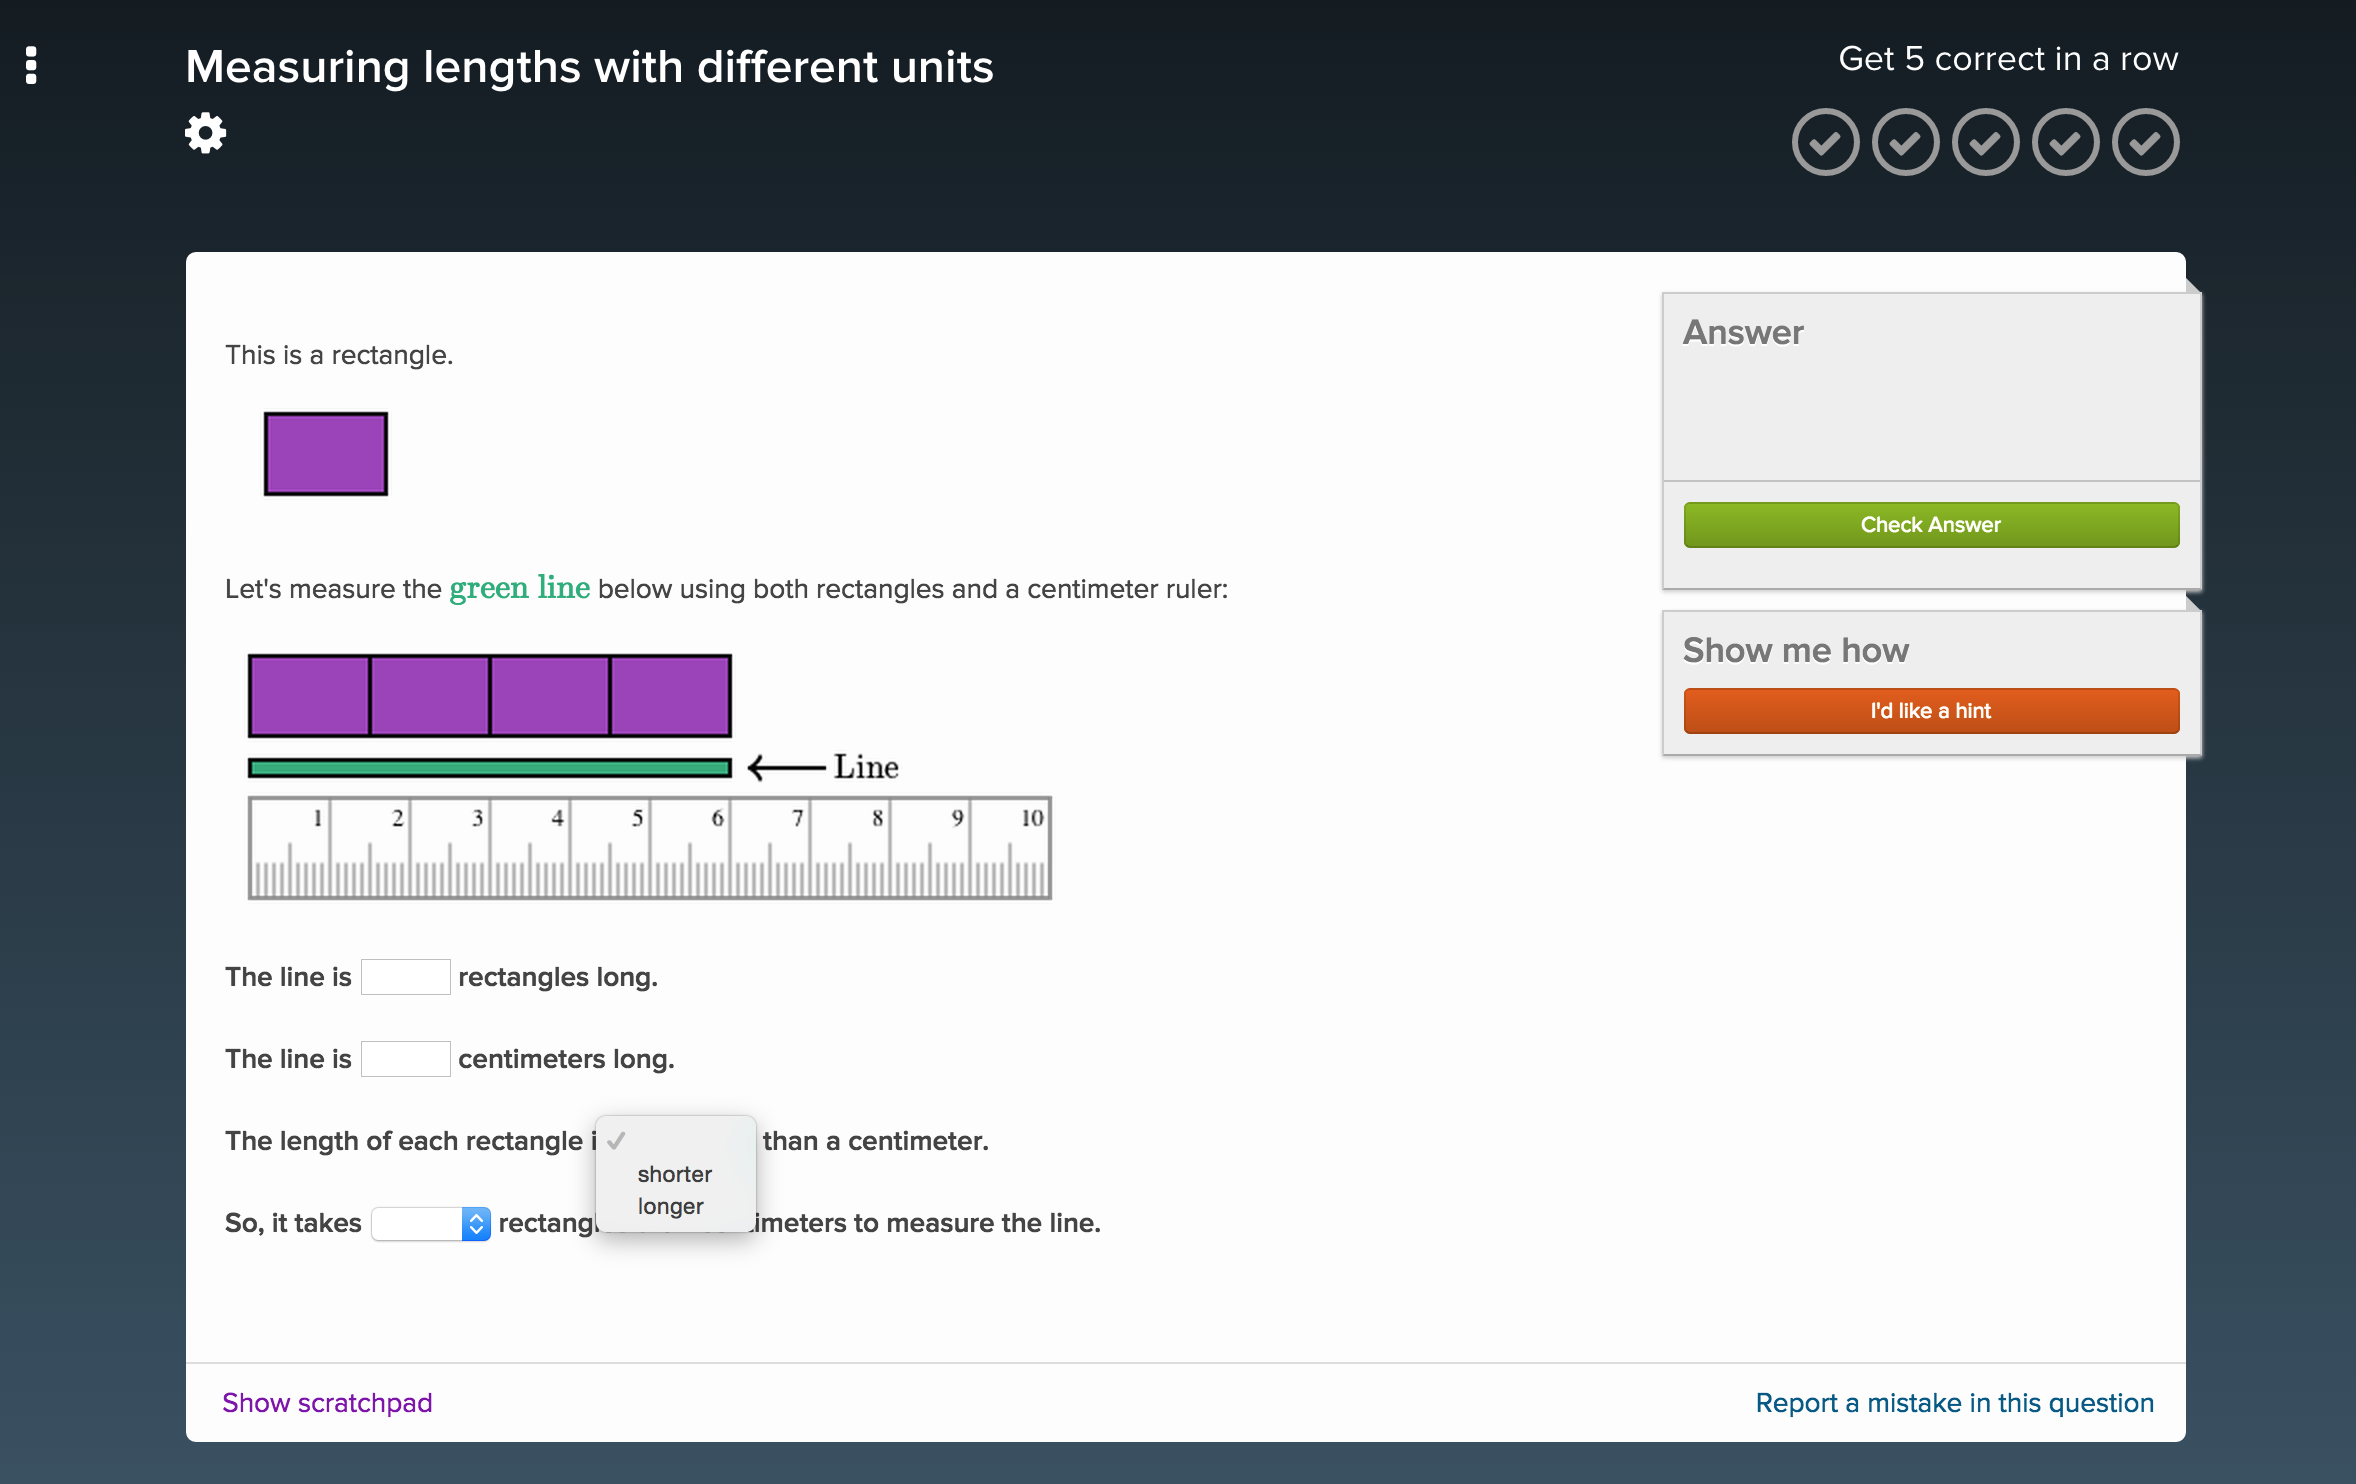 Measuring lengths with different units
Get 5 correct in a row
This is a rectangle.
Answer
Check Answer
Let's measure the green line below using both rectangles and a centimeter ruler:
Show me how
I'd like a hint
Line
1 2 3 4 5 6 7 8 9 10
The line is rectangles long.
The line is centimeters long.
The length of each rectangle i than a centimeter.
shorter
longer
So, it takes rectang imeters to measure the line.
Show scratchpad
Report a mistake in this question